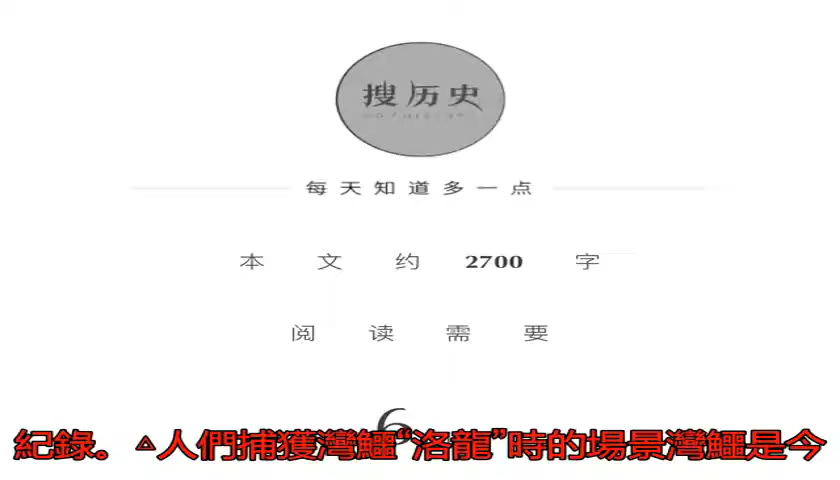 搜历史
每天知道多一点
本文约 2700 字
阅读需要
6
紀錄。▵人們捕獲灣鱷“洛龍”時的場景灣鱷是今